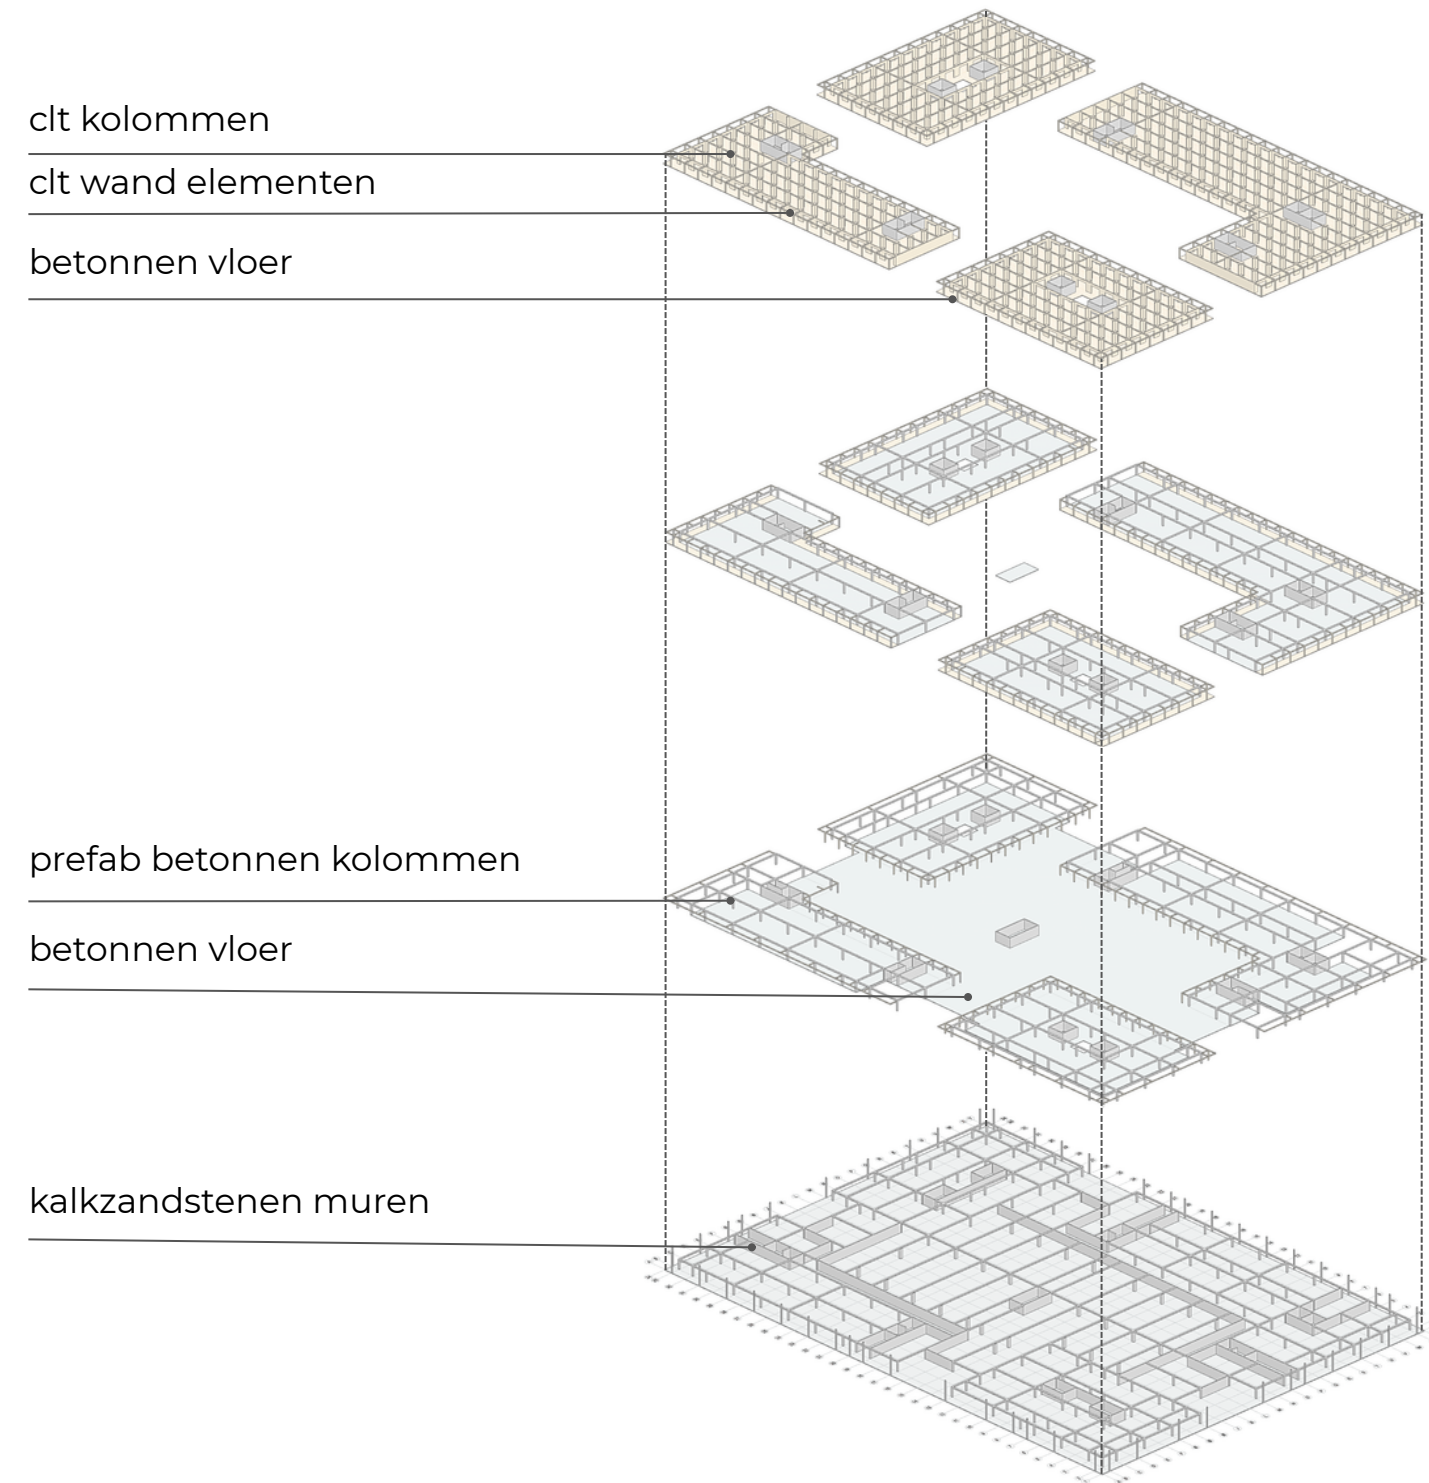 clt kolommen
clt wand elementen
betonnen vloer
prefab betonnen kolommen
betonnen vloer
kalkzandstenen muren